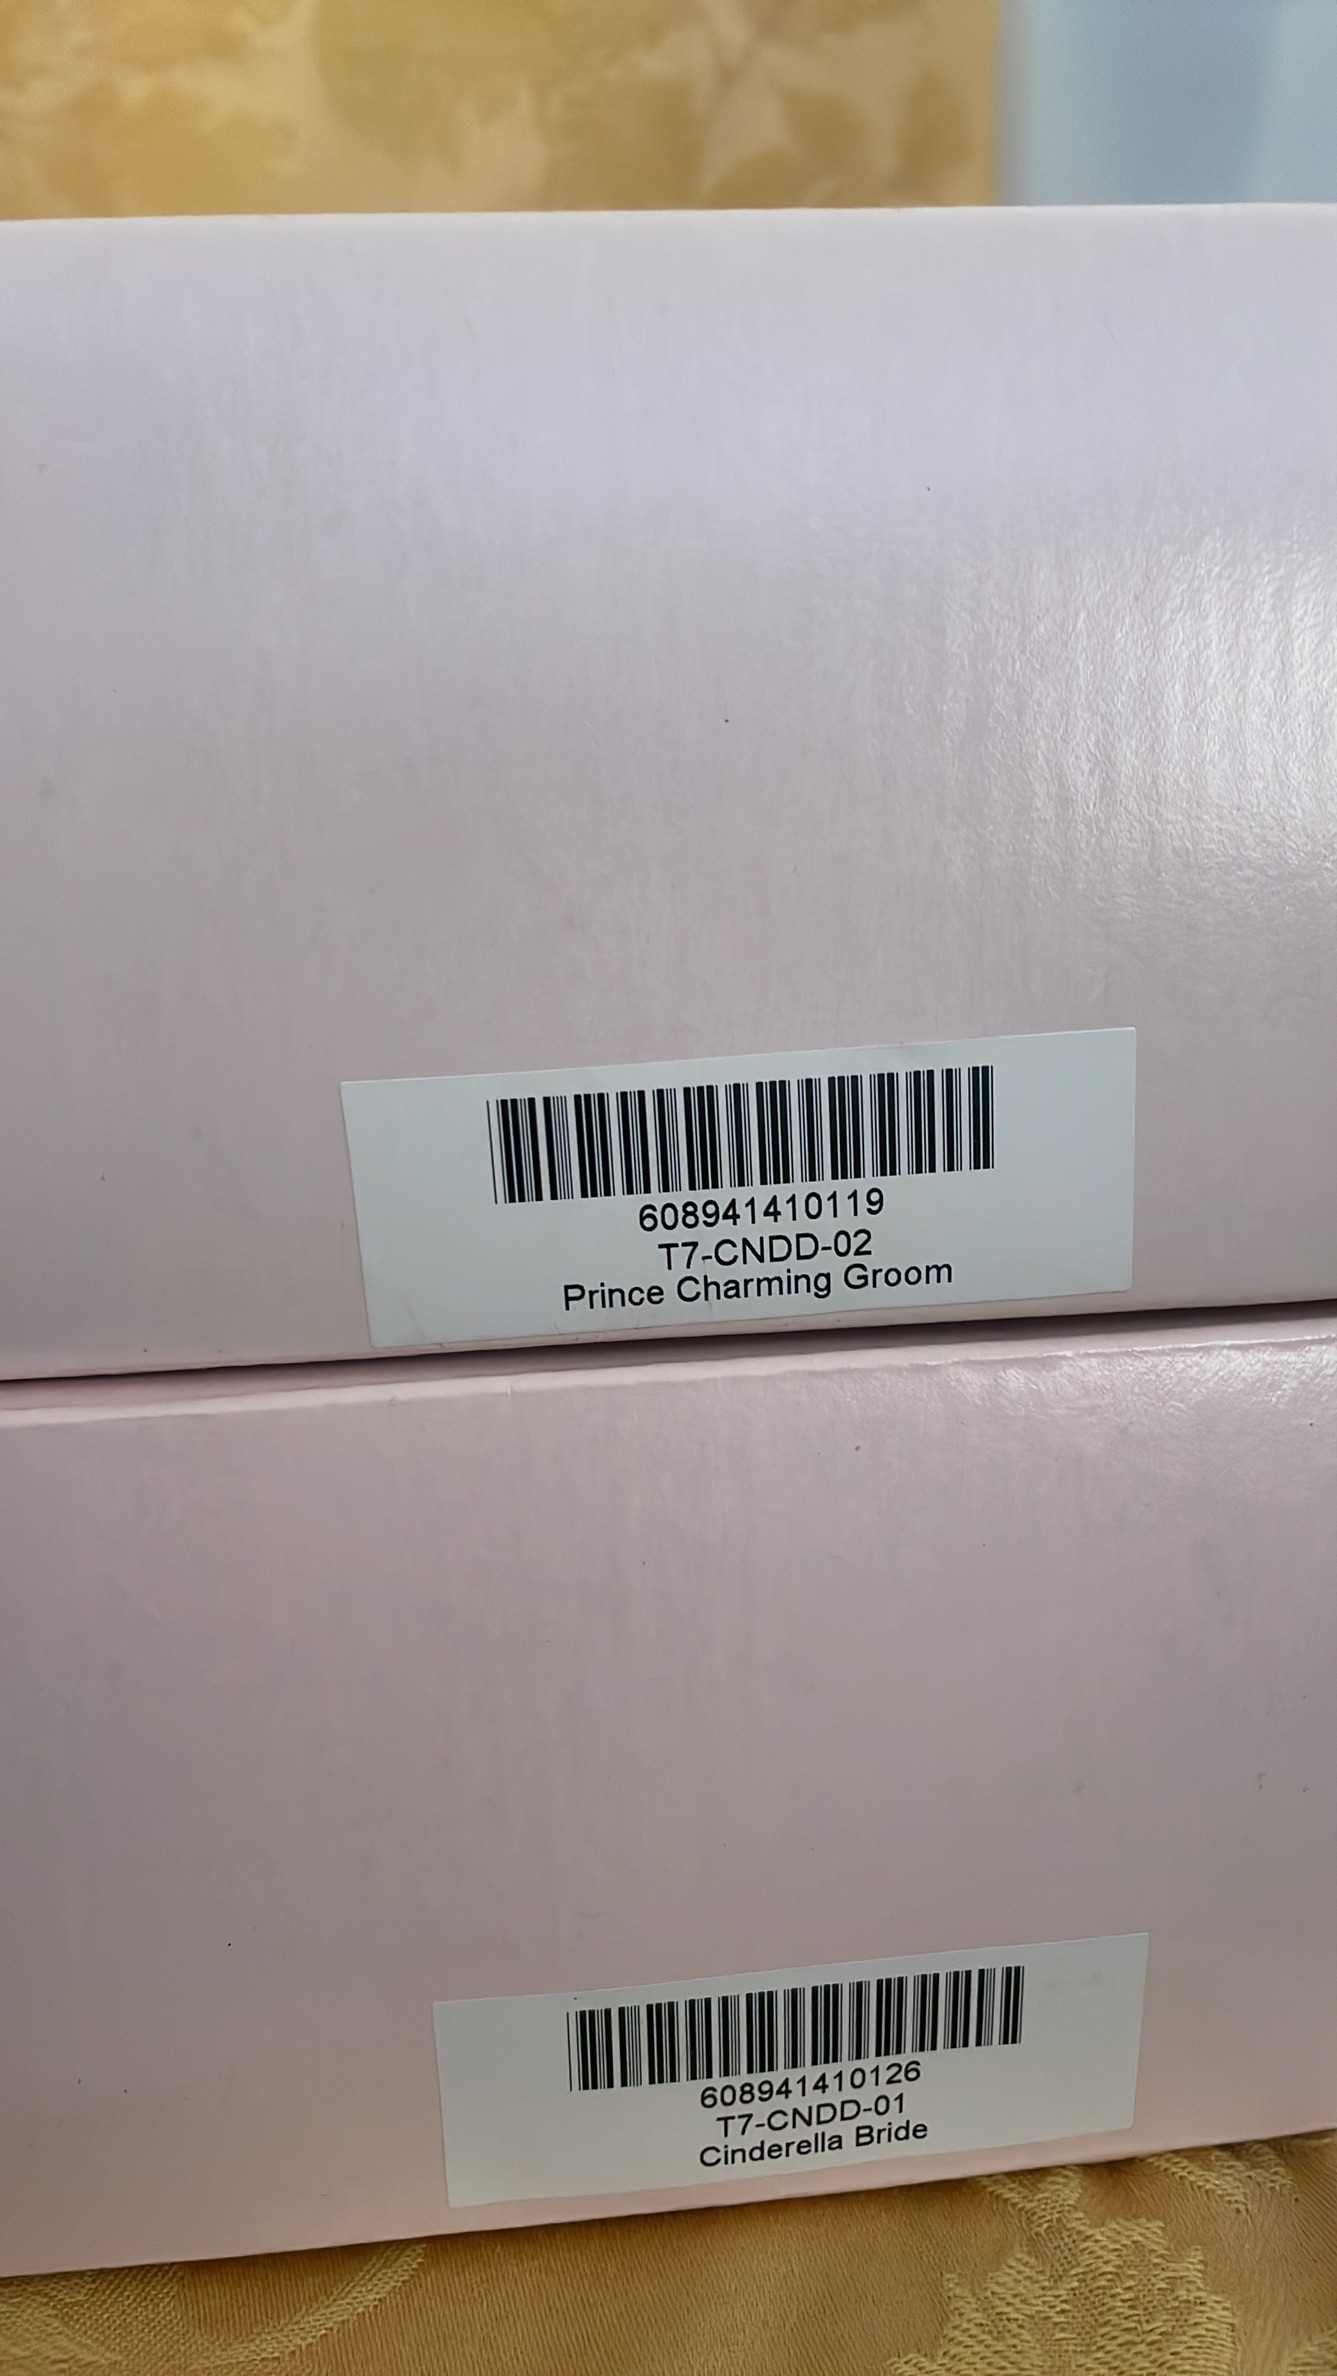 608941410119
T7-CNDD-02
Prince Charming Groom
608941410126
T7-CNDD-01
Cinderella Bride